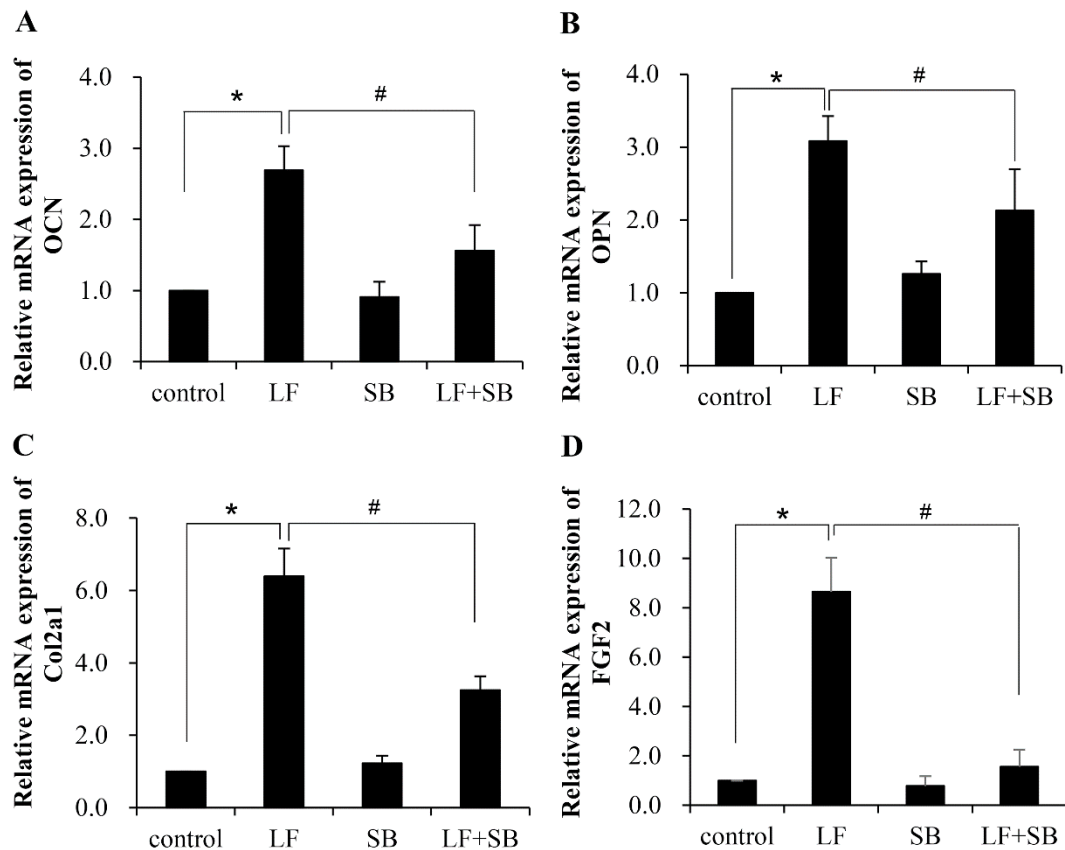 A
Relative mRNA expression of
OCN
4.0
3.0
2.0
1.0
0.0
*
#
control LF SB LF+SB
B
Relative mRNA expression of
OPN
4.0
3.0
2.0
1.0
0.0
*
#
control LF SB LF+SB
C
Relative mRNA expression of
Col2a1
8.0
6.0
4.0
2.0
0.0
*
#
control LF SB LF+SB
D
Relative mRNA expression of
FGF2
12.0
10.0
8.0
6.0
4.0
2.0
0.0
*
#
control LF SB LF+SB